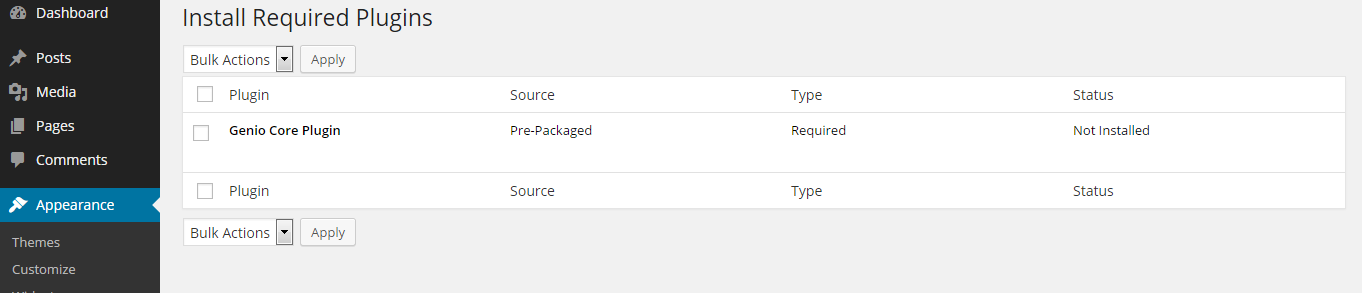 Dashboard
Posts
Media
Pages
Comments
Appearance
Themes
Customize
Install Required Plugins
Bulk Actions Apply
Plugin Source Type Status
Genio Core Plugin Pre-Packaged Required Not Installed
Plugin Source Type Status
Bulk Actions Apply